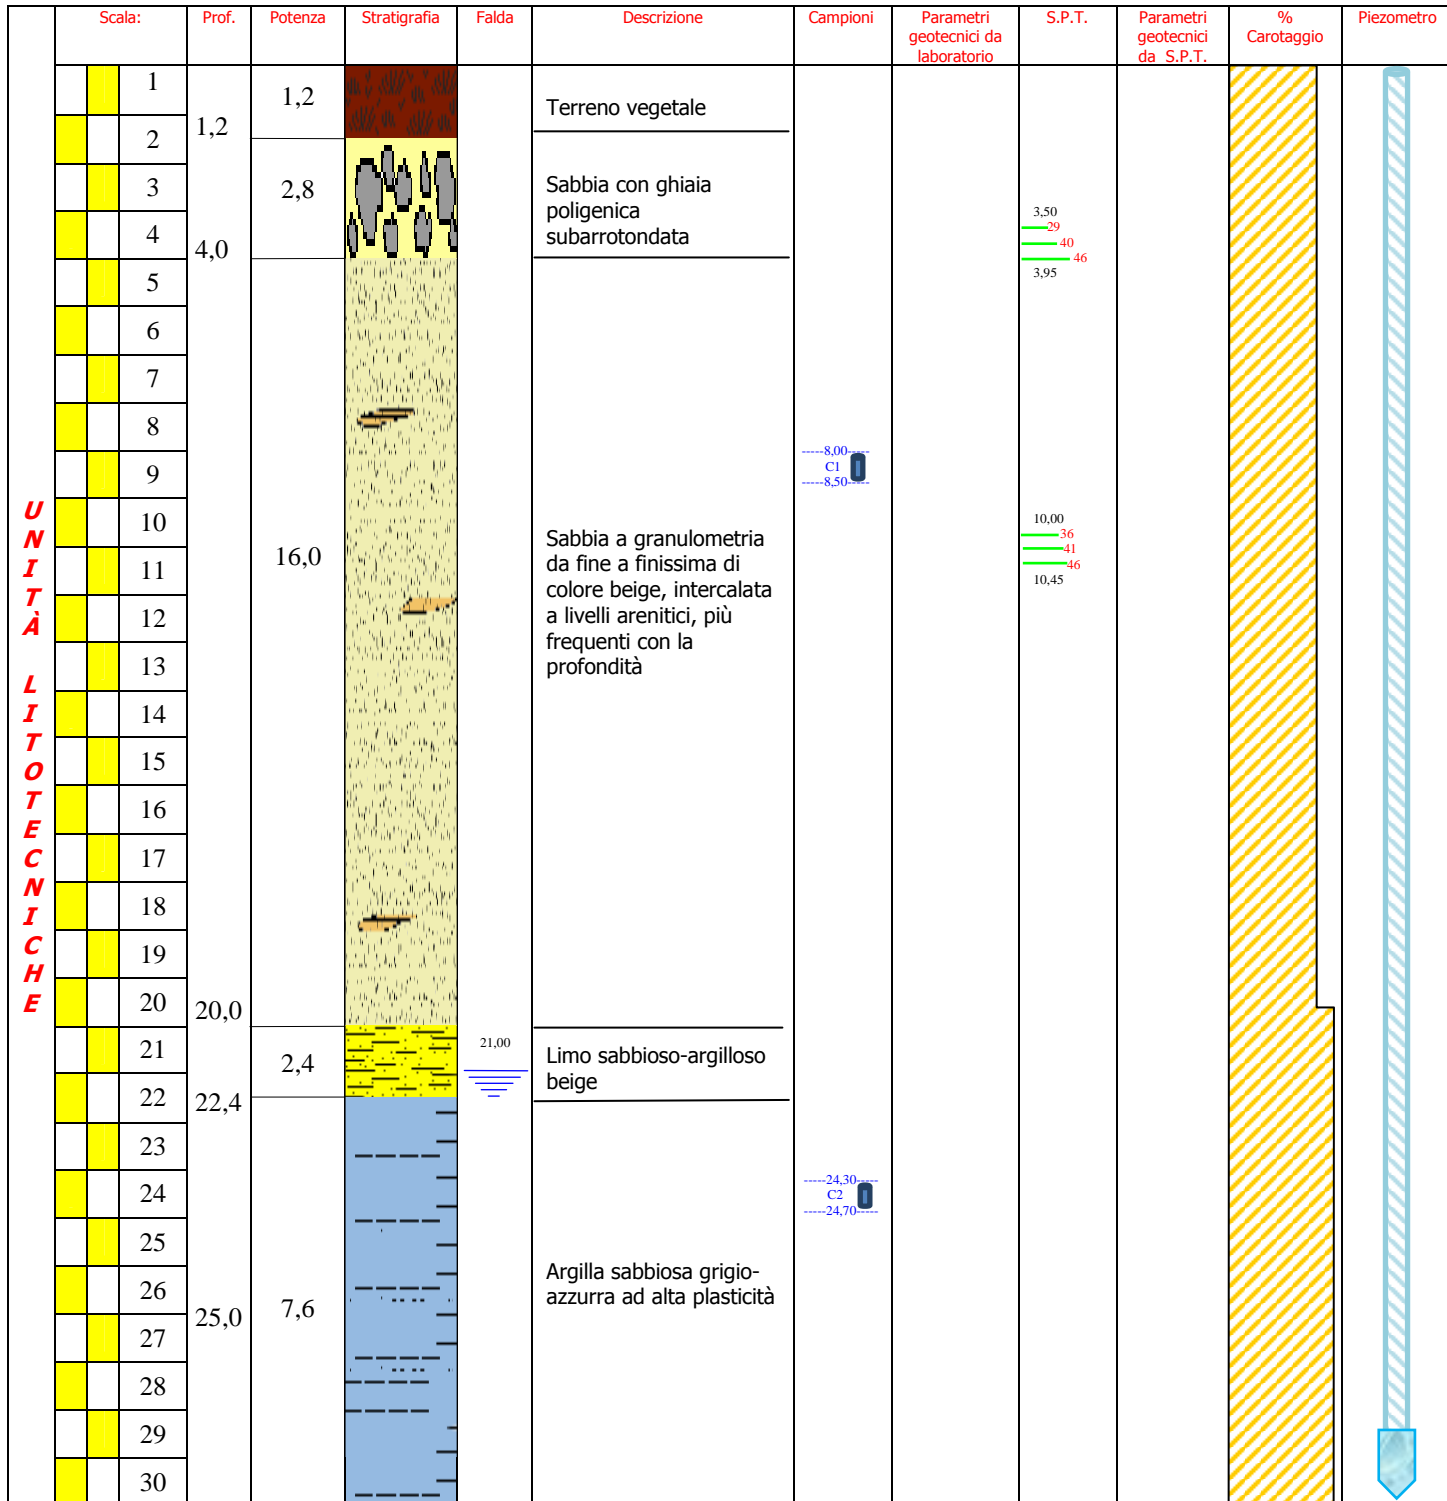 Scala:
Prof.
Potenza
Stratigrafia
Falda
Descrizione
Campioni
Parametri
geotecnici da
laboratorio
S.P.T.
Parametri
geotecnici
da S.P.T.
%
Carotaggio
Piezometro
UNITÀ LITOTECNICHE
1
2
3
4
5
6
7
8
9
10
11
12
13
14
15
16
17
18
19
20
21
22
23
24
25
26
27
28
29
30
1,2
4,0
20,0
22,4
25,0
1,2
2,8
16,0
2,4
7,6
21,00
Terreno vegetale
Sabbia con ghiaia
poligenica
subarrotondata
Sabbia a granulometria
da fine a finissima di
colore beige, intercalata
a livelli arenitici, più
frequenti con la
profondità
Limo sabbioso-argilloso
beige
Argilla sabbiosa grigio-
azzurra ad alta plasticità
-----8,00-----
C1
-----8,50-----
-----24,30-----
C2
-----24,70-----
3,50
29
40
46
3,95
10,00
36
41
46
10,45